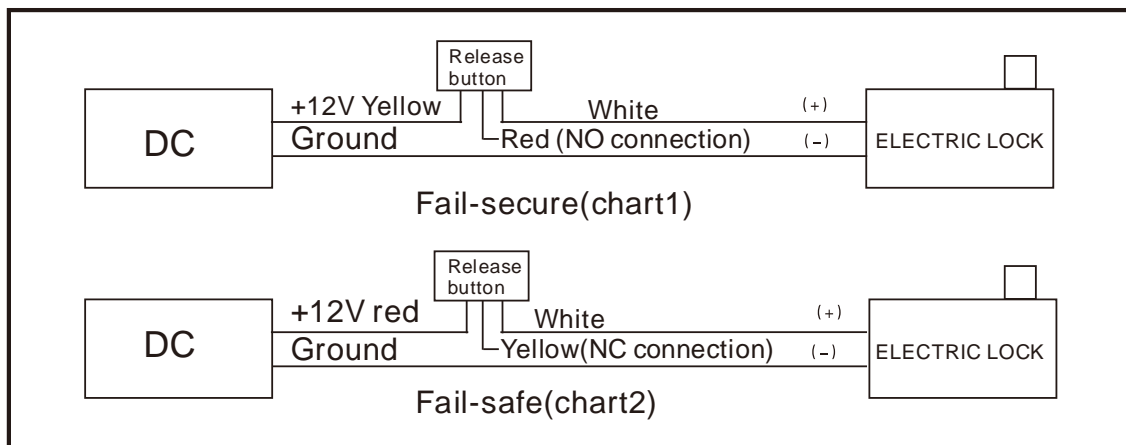 Release
button
+12V Yellow
White
(+)
DC
Ground
Red (NO connection)
(-)
ELECTRIC LOCK
Fail-secure(chart1)
Release
button
+12V red
White
(+)
DC
Ground
Yellow(NC connection)
(-)
ELECTRIC LOCK
Fail-safe(chart2)